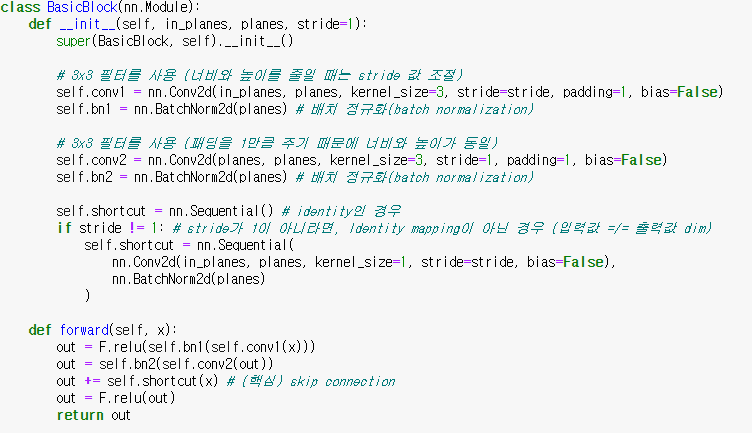 class BasicBlock(nn.Module):
    def __init__(self, in_planes, planes, stride=1):
        super(BasicBlock, self).__init__()

        # 3x3 필터를 사용 (너비와 높이를 줄일 때는 stride 값 조절)
        self.conv1 = nn.Conv2d(in_planes, planes, kernel_size=3, stride=stride, padding=1, bias=False)
        self.bn1 = nn.BatchNorm2d(planes) # 배치 정규화(batch normalization)

        # 3x3 필터를 사용 (패딩을 1만큼 주기 때문에 너비와 높이가 동일)
        self.conv2 = nn.Conv2d(planes, planes, kernel_size=3, stride=1, padding=1, bias=False)
        self.bn2 = nn.BatchNorm2d(planes) # 배치 정규화(batch normalization)

        self.shortcut = nn.Sequential() # identity인 경우
        if stride != 1: # stride가 1이 아니라면, Identity mapping이 아닌 경우 (입력값 =/= 출력값 dim)
            self.shortcut = nn.Sequential(
                nn.Conv2d(in_planes, planes, kernel_size=1, stride=stride, bias=False),
                nn.BatchNorm2d(planes)
            )

    def forward(self, x):
        out = F.relu(self.bn1(self.conv1(x)))
        out = self.bn2(self.conv2(out))
        out += self.shortcut(x) # (핵심) skip connection
        out = F.relu(out)
        return out